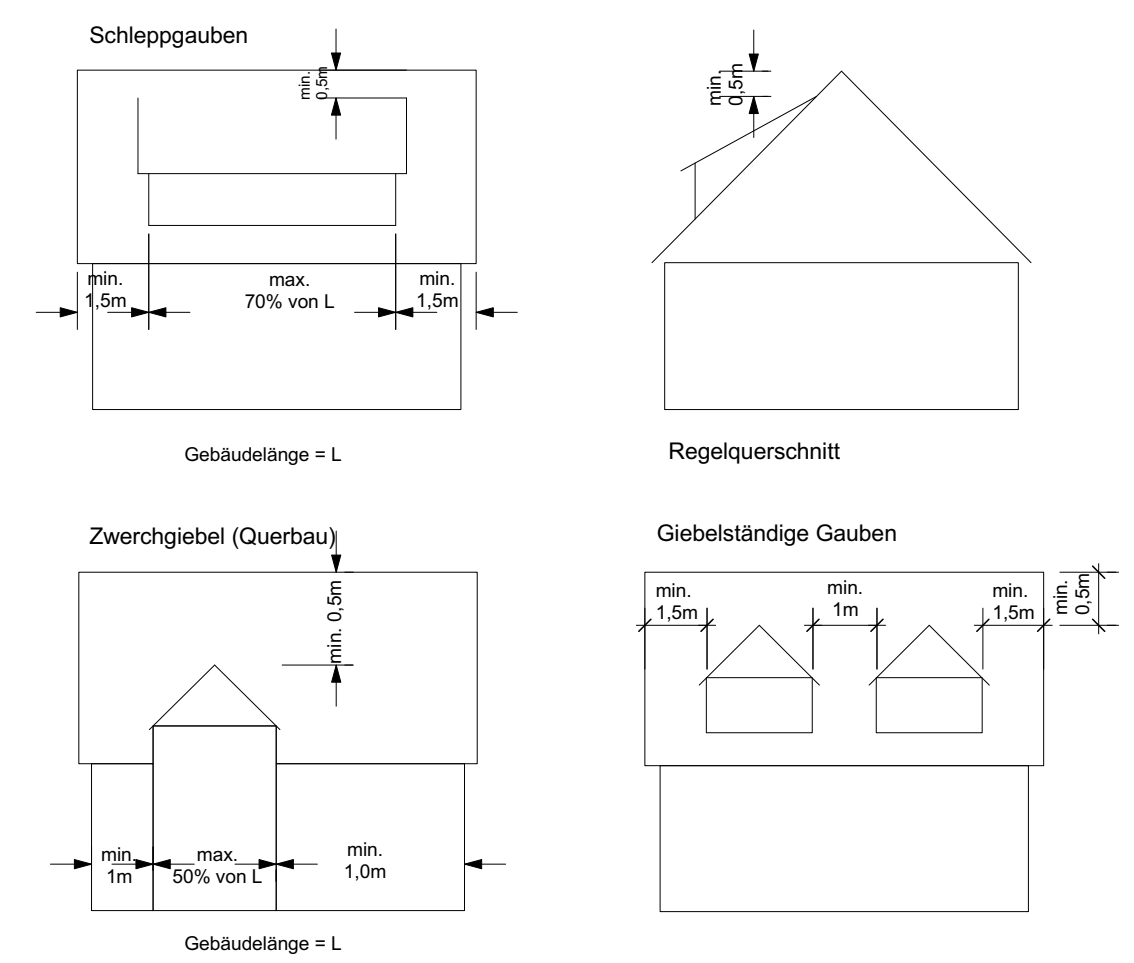 Schleppgauben
min.
0,5m
min.
1,5m
max.
70% von L
min.
1,5m
Gebäudelänge = L
min.
0,5m
Regelquerschnitt
Zwerchgiebel (Querbau)
min. 0,5m
min.
1m
max.
50% von L
min.
1,0m
Gebäudelänge = L
Giebelständige Gauben
min.
1,5m
min.
1m
min.
1,5m
min.
0,5m